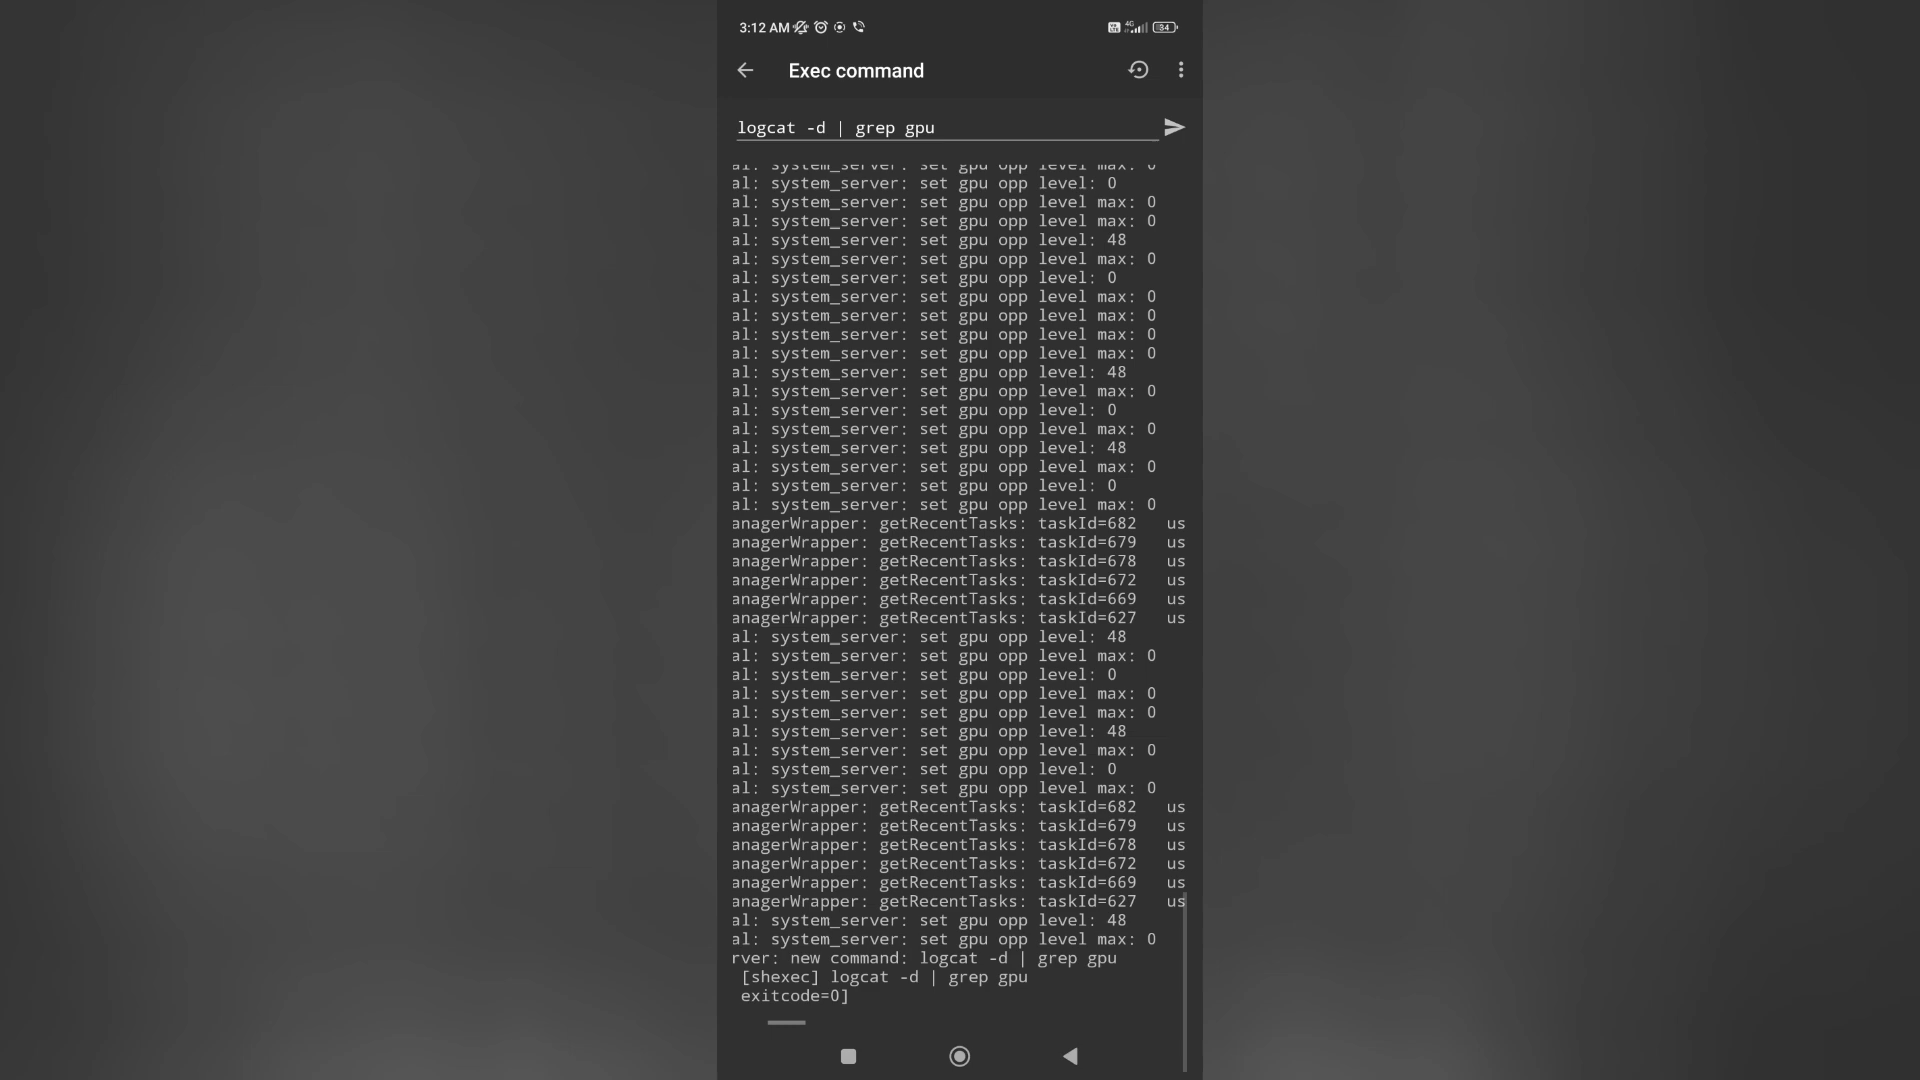 3:12 AM
4G
84
Exec command
logcat -d | grep gpu
al: system_server: set gpu opp level max: 0
al: system_server: set gpu opp level: 0
al: system_server: set gpu opp level max: 0
al: system_server: set gpu opp level max: 0
al: system_server: set gpu opp level: 48
al: system_server: set gpu opp level max: 0
al: system_server: set gpu opp level: 0
al: system_server: set gpu opp level max: 0
al: system_server: set gpu opp level max: 0
al: system_server: set gpu opp level max: 0
al: system_server: set gpu opp level max: 0
al: system_server: set gpu opp level: 48
al: system_server: set gpu opp level max: 0
al: system_server: set gpu opp level: 0
al: system_server: set gpu opp level max: 0
al: system_server: set gpu opp level: 48
al: system_server: set gpu opp level max: 0
al: system_server: set gpu opp level: 0
al: system_server: set gpu opp level max: 0
anagerWrapper: getRecentTasks: taskId=682 us
anagerWrapper: getRecentTasks: taskId=679 us
anagerWrapper: getRecentTasks: taskId=678 us
anagerWrapper: getRecentTasks: taskId=672 us
anagerWrapper: getRecentTasks: taskId=669 us
anagerWrapper: getRecentTasks: taskId=627 us
al: system_server: set gpu opp level: 48
al: system_server: set gpu opp level max: 0
al: system_server: set gpu opp level: 0
al: system_server: set gpu opp level max: 0
al: system_server: set gpu opp level max: 0
al: system_server: set gpu opp level: 48
al: system_server: set gpu opp level max: 0
al: system_server: set gpu opp level: 0
al: system_server: set gpu opp level max: 0
anagerWrapper: getRecentTasks: taskId=682 us
anagerWrapper: getRecentTasks: taskId=679 us
anagerWrapper: getRecentTasks: taskId=678 us
anagerWrapper: getRecentTasks: taskId=672 us
anagerWrapper: getRecentTasks: taskId=669 us
anagerWrapper: getRecentTasks: taskId=627 us
al: system_server: set gpu opp level: 48
al: system_server: set gpu opp level max: 0
rver: new command: logcat -d | grep gpu
[shexec] logcat -d | grep gpu
exitcode=0]